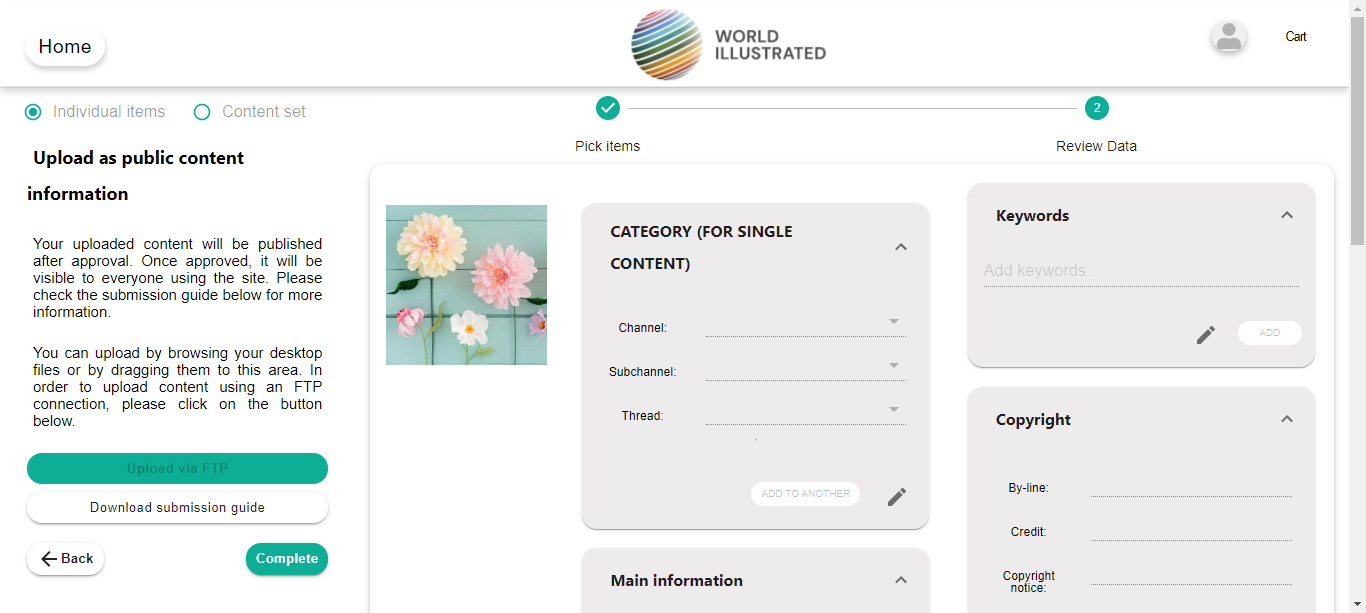 Home
WORLD
ILLUSTRATED
Cart
Individual items
Content set
2
Pick items
Review Data
Upload as public content
information
Your uploaded content will be published
after approval. Once approved, it will be
visible to everyone using the site. Please
check the submission guide below for more
information.
You can upload by browsing your desktop
files or by dragging them to this area. In
order to upload content using an FTP
connection, please click on the button
below.
Upload via FTP
Download submission guide
Back
Complete
CATEGORY (FOR SINGLE
CONTENT)
Channel:
Subchannel:
Thread:
ADD TO ANOTHER
Main information
Keywords
Add keywords...
ADD
Copyright
By-line:
Credit:
Copyright
notice: